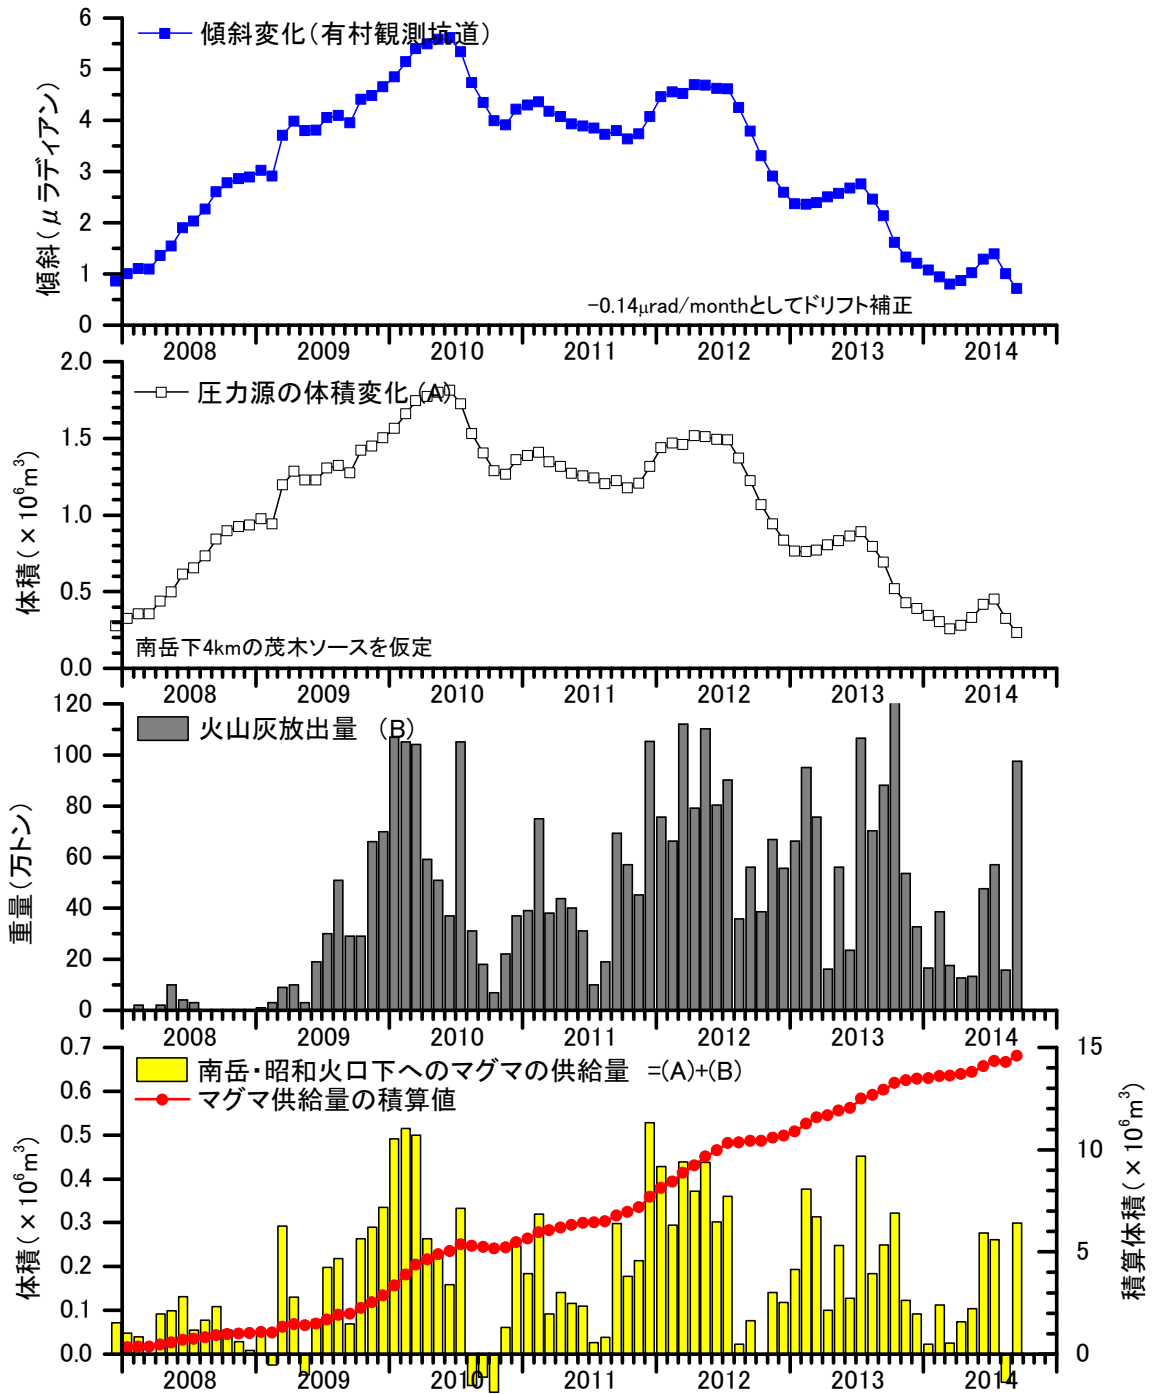 傾斜変化(有村観測坑道)
傾斜(μラディアン)
6
5
4
3
2
1
0
-0.14μrad/monthとしてドリフト補正
2008 2009 2010 2011 2012 2013 2014
圧力源の体積変化 (A)
体積(×10⁶m³)
2.0
1.5
1.0
0.5
0.0
南岳下4kmの茂木ソースを仮定
2008 2009 2010 2011 2012 2013 2014
火山灰放出量 (B)
重量(万トン)
120
100
80
60
40
20
0
2008 2009 2010 2011 2012 2013 2014
南岳・昭和火口下へのマグマの供給量 =(A)+(B)
マグマ供給量の積算値
体積(×10⁶m³)
0.7
0.6
0.5
0.4
0.3
0.2
0.1
0.0
15
10
5
0
積算体積(×10⁶m³)
2008 2009 2010 2011 2012 2013 2014